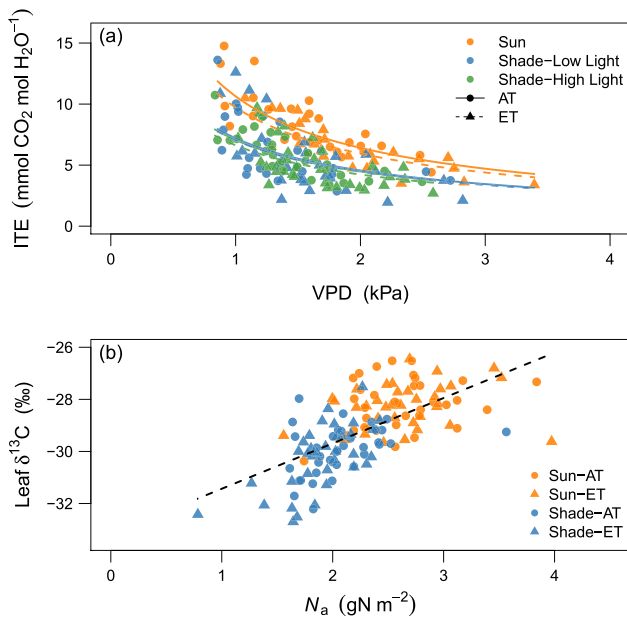 (a)
15
10
5
0
ITE (mmol CO₂ mol H₂O⁻¹)
Sun
Shade−Low Light
Shade−High Light
AT
ET
0 1 2 3 4
VPD (kPa)
(b)
−26
−28
−30
−32
Leaf δ¹³C (‰)
Sun−AT
Sun−ET
Shade−AT
Shade−ET
0 1 2 3 4
Nₐ (gN m⁻²)